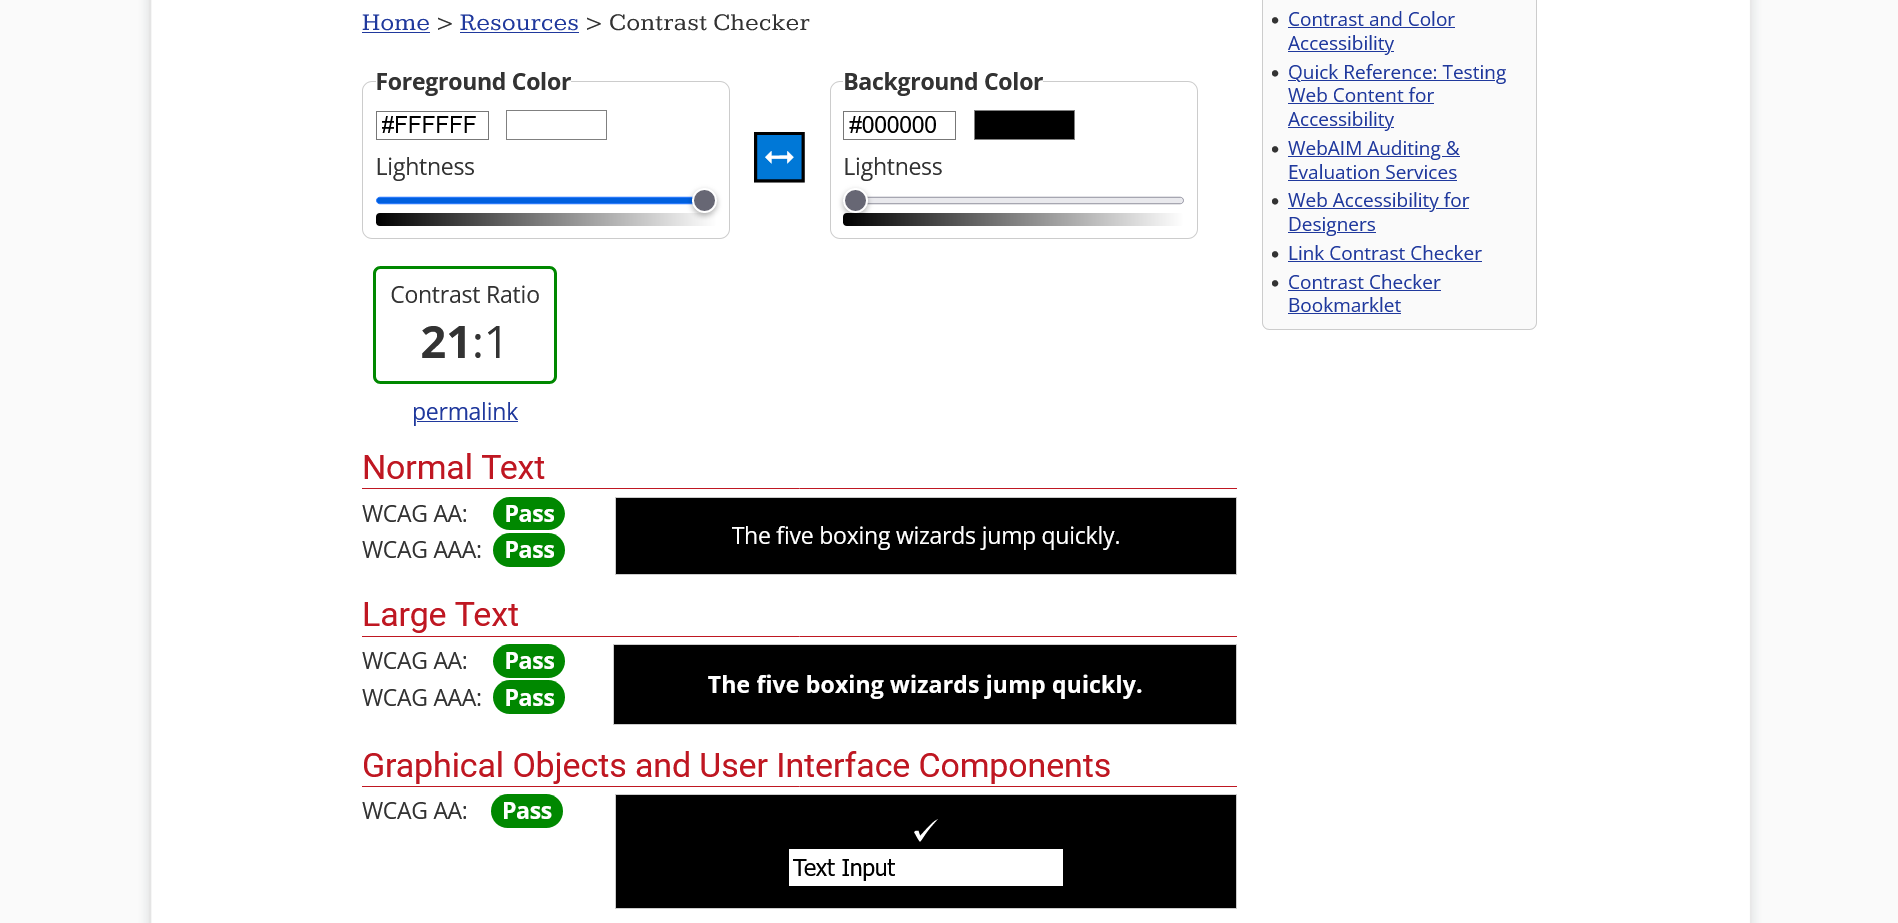 Home > Resources > Contrast Checker
Foreground Color
#FFFFFF
Lightness
Background Color
#000000
Lightness
Contrast Ratio
21:1
permalink
Normal Text
WCAG AA: Pass
WCAG AAA: Pass
The five boxing wizards jump quickly.
Large Text
WCAG AA: Pass
WCAG AAA: Pass
The five boxing wizards jump quickly.
Graphical Objects and User Interface Components
WCAG AA: Pass
Text Input
Contrast and Color
Accessibility
Quick Reference: Testing
Web Content for
Accessibility
WebAIM Auditing &
Evaluation Services
Web Accessibility for
Designers
Link Contrast Checker
Contrast Checker
Bookmarklet